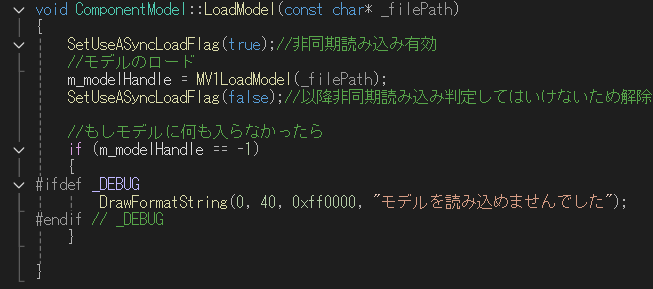 void ComponentModel::LoadModel(const char* _filePath)
{
SetUseASyncLoadFlag(true);//非同期読み込み有効
//モデルのロード
m_modelHandle = MV1LoadModel(_filePath);
SetUseASyncLoadFlag(false);//以降非同期読み込み判定してはいけないため解除
//もしモデルに何も入らなかったら
if (m_modelHandle == -1)
{
#ifdef _DEBUG
DrawFormatString(0, 40, 0xff0000, "モデルを読み込めませんでした");
#endif // _DEBUG
}
}